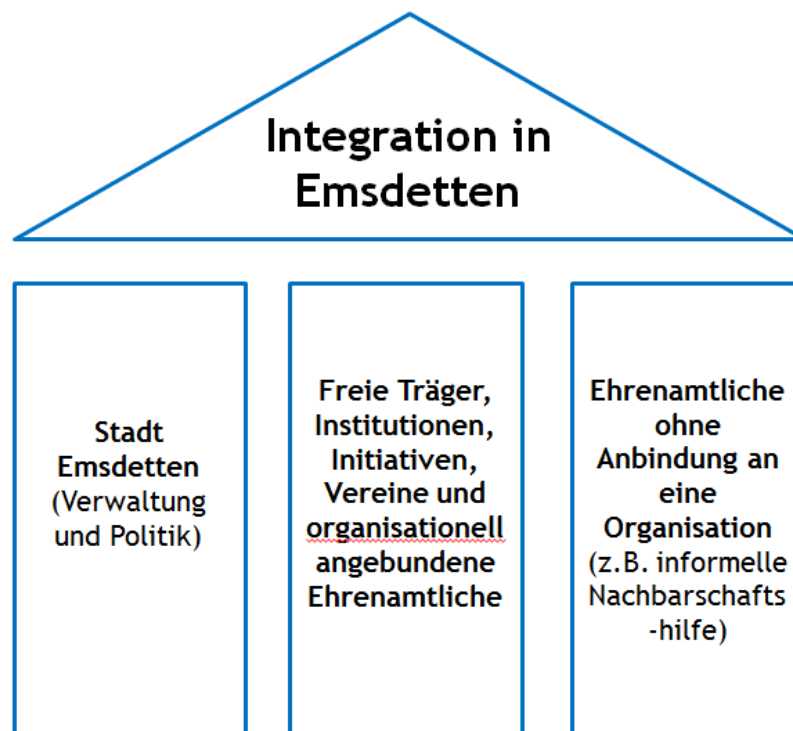 Integration in
Emsdetten
Stadt
Emsdetten
(Verwaltung
und Politik)
Freie Träger,
Institutionen,
Initiativen,
Vereine und
organisationell
angebundene
Ehrenamtliche
Ehrenamtliche
ohne
Anbindung an
eine
Organisation
(z.B. informelle
Nachbarschafts
-hilfe)